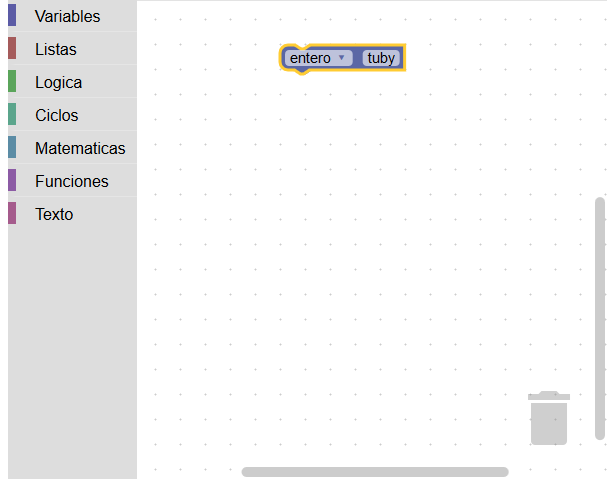 Variables
entero tuby
Listas
Logica
Ciclos
Matematicas
Funciones
Texto